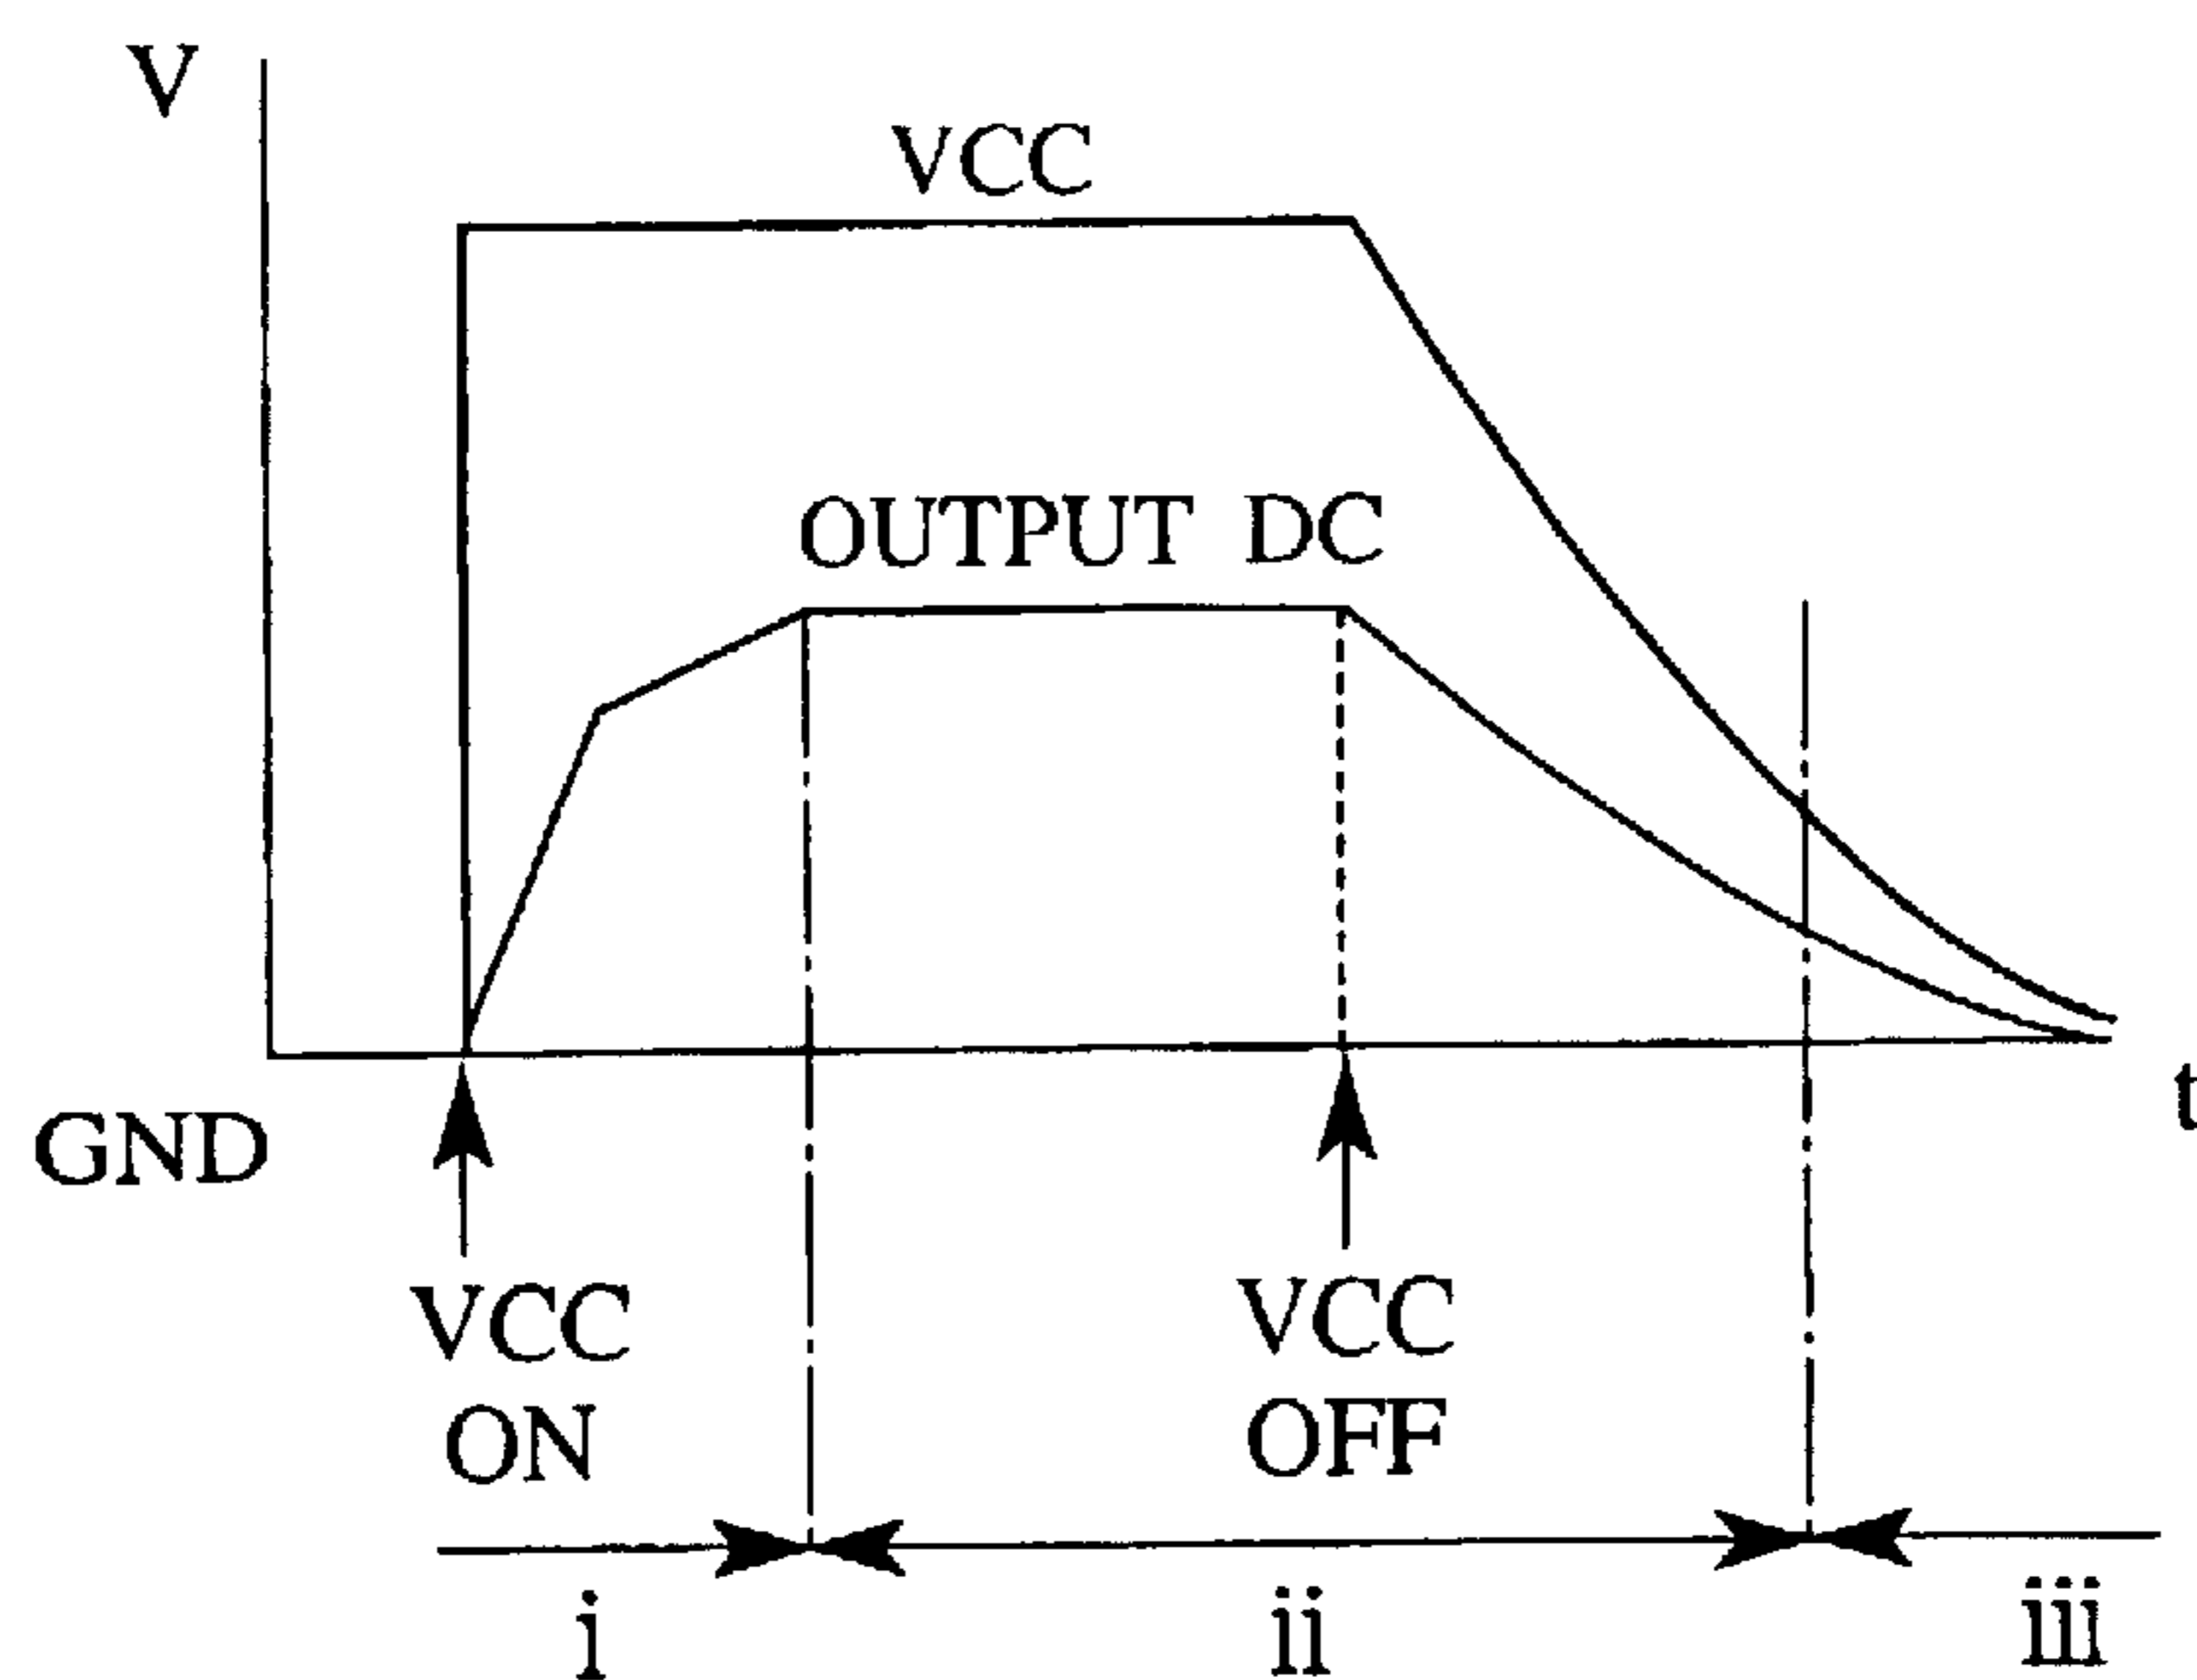 V
VCC
OUTPUT DC
GND
t
VCC
ON
VCC
OFF
i
ii
iii